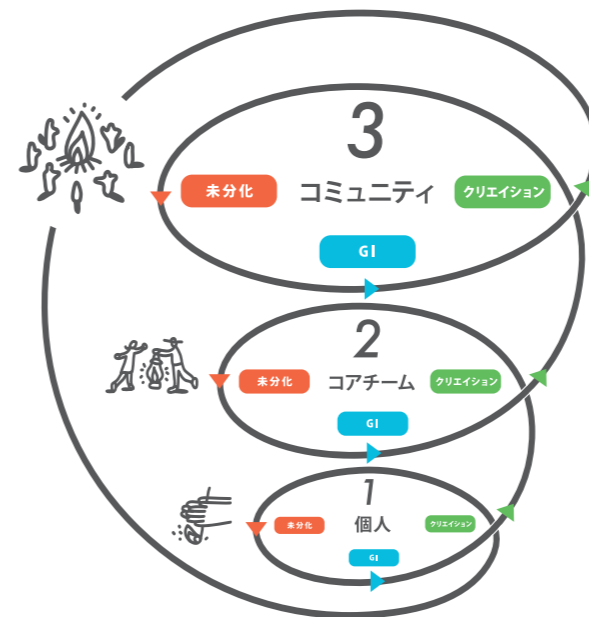 3
コミュニティ
未分化
クリエイション
GI
2
コアチーム
未分化
クリエイション
GI
1
個人
未分化
クリエイション
GI